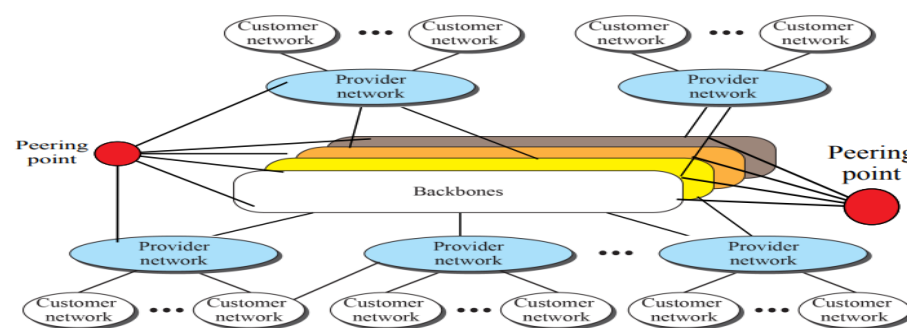 Customer
network
•••
Customer
network
Customer
network
•••
Customer
network
Provider
network
Provider
network
Peering
point
Peering
point
Backbones
Provider
network
Provider
network
•••
Provider
network
Customer
network
•••
Customer
network
Customer
network
•••
Customer
network
Customer
network
•••
Customer
network